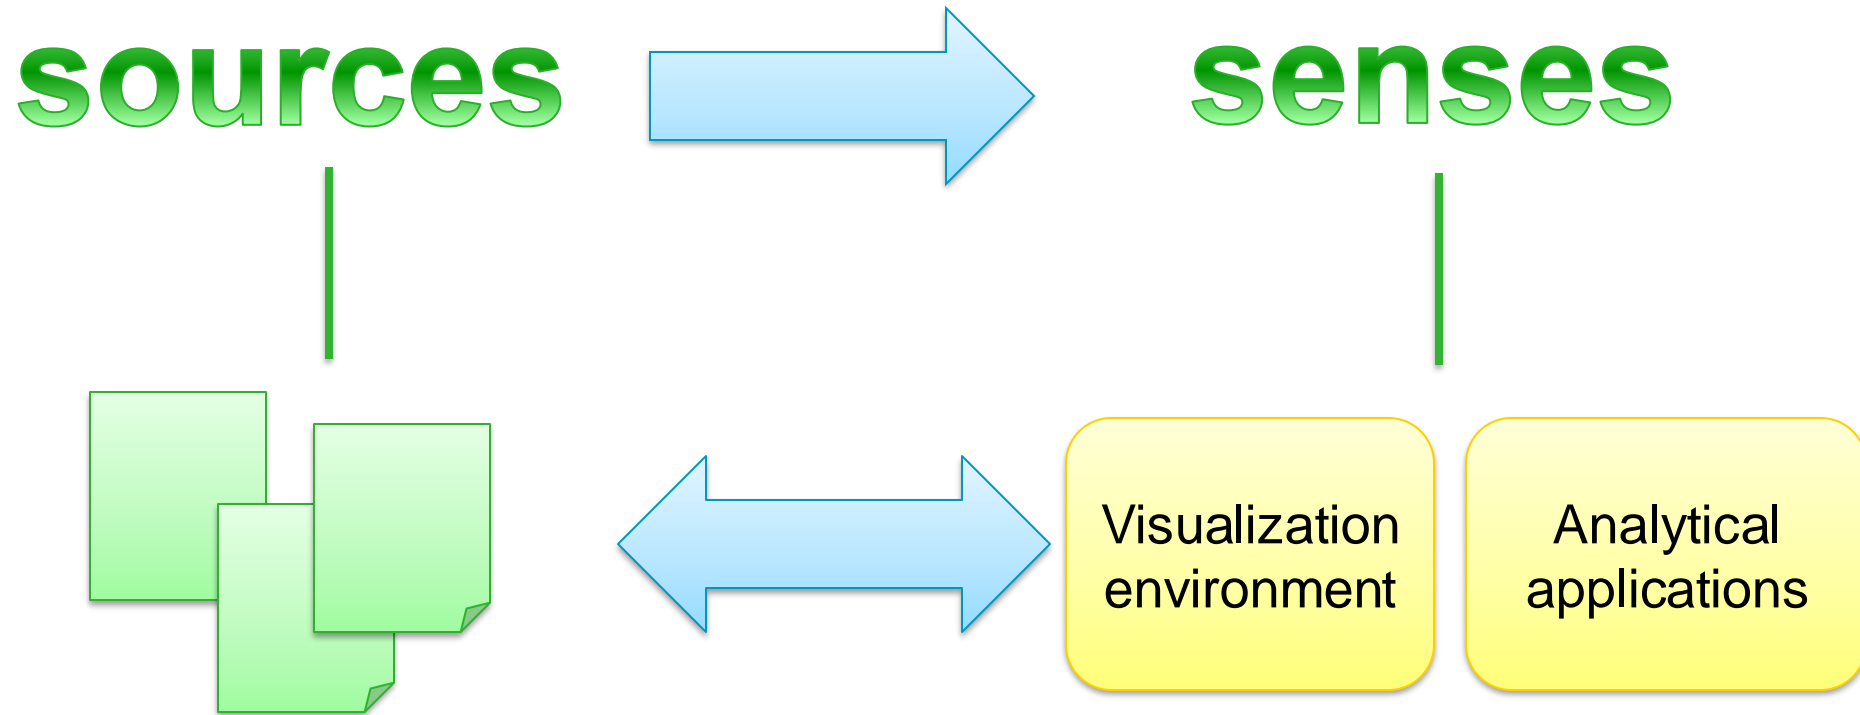 sources
senses
Visualization
environment
Analytical
applications